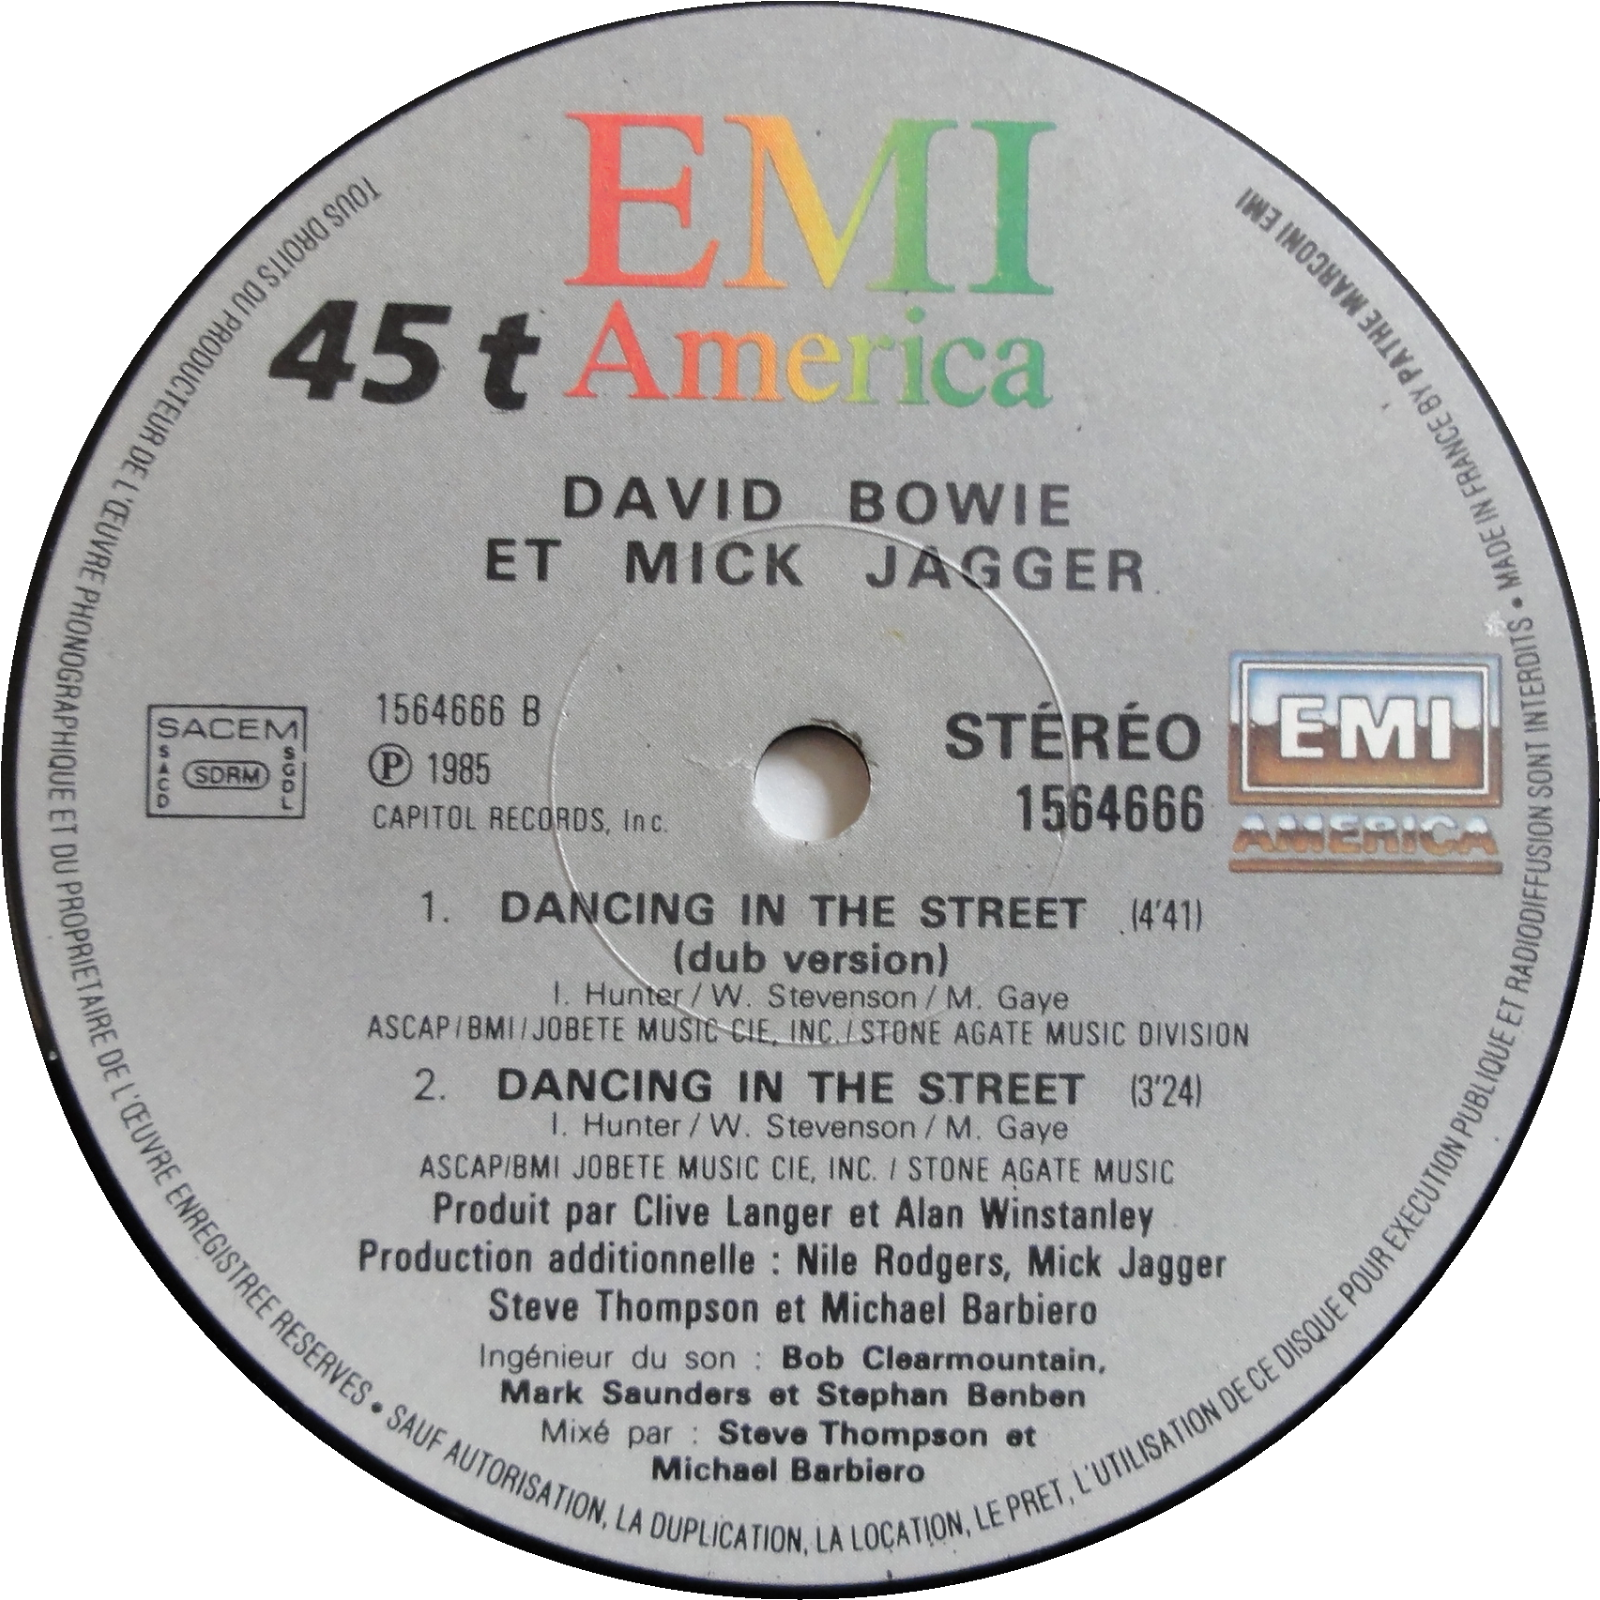 EMI
America
45 t
DAVID BOWIE
ET MICK JAGGER
SACEM
SACD
SDRM
SGDL
1564666 B
Ⓟ 1985
CAPITOL RECORDS, Inc.
STÉRÉO
1564666
EMI
AMERICA
1. DANCING IN THE STREET (4'41)
(dub version)
I. Hunter / W. Stevenson / M. Gaye
ASCAP/BMI/JOBETE MUSIC CIE, INC. / STONE AGATE MUSIC DIVISION
2. DANCING IN THE STREET (3'24)
I. Hunter / W. Stevenson / M. Gaye
ASCAP/BMI JOBETE MUSIC CIE, INC. / STONE AGATE MUSIC
Produit par Clive Langer et Alan Winstanley
Production additionnelle : Nile Rodgers, Mick Jagger
Steve Thompson et Michael Barbiero
Ingénieur du son : Bob Clearmountain,
Mark Saunders et Stephan Benben
Mixé par : Steve Thompson et
Michael Barbiero
TOUS DROITS DU PRODUCTEUR DE L'ŒUVRE PHONOGRAPHIQUE ET DU PROPRIETAIRE DE L'ŒUVRE ENREGISTREE RESERVES • SAUF AUTORISATION, LA DUPLICATION, LA LOCATION, LE PRET, L'UTILISATION DE CE DISQUE POUR EXECUTION PUBLIQUE ET RADIODIFFUSION SONT INTERDITS • MADE IN FRANCE BY PATHE MARCONI EMI